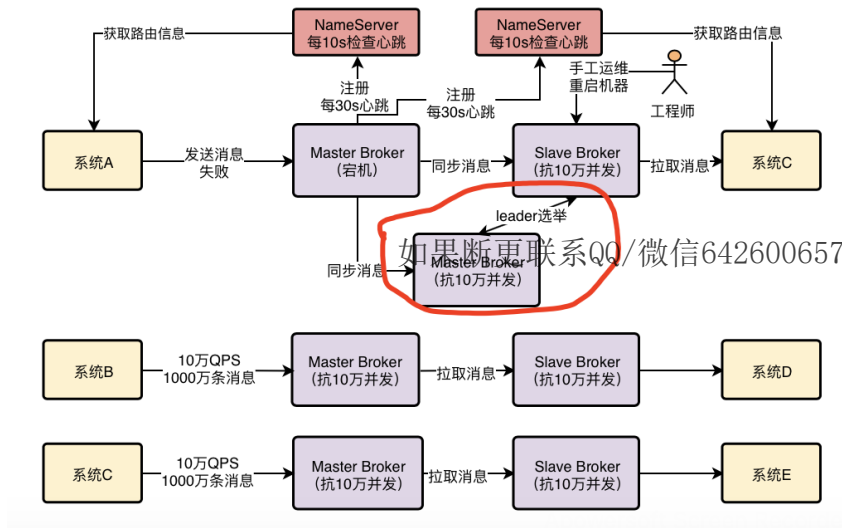 NameServer
每10s检查心跳
NameServer
每10s检查心跳
获取路由信息
获取路由信息
注册
每30s心跳
注册
每30s心跳
手工运维
重启机器
工程师
系统A
发送消息
失败
Master Broker
（宕机）
同步消息
Slave Broker
（抗10万并发）
拉取消息
系统C
leader选举
如果断更联系QQ/微信642600657
同步消息
Master Broker
（抗10万并发）
系统B
10万QPS
1000万条消息
Master Broker
（抗10万并发）
拉取消息
Slave Broker
（抗10万并发）
系统D
系统C
10万QPS
1000万条消息
Master Broker
（抗10万并发）
拉取消息
Slave Broker
（抗10万并发）
系统E